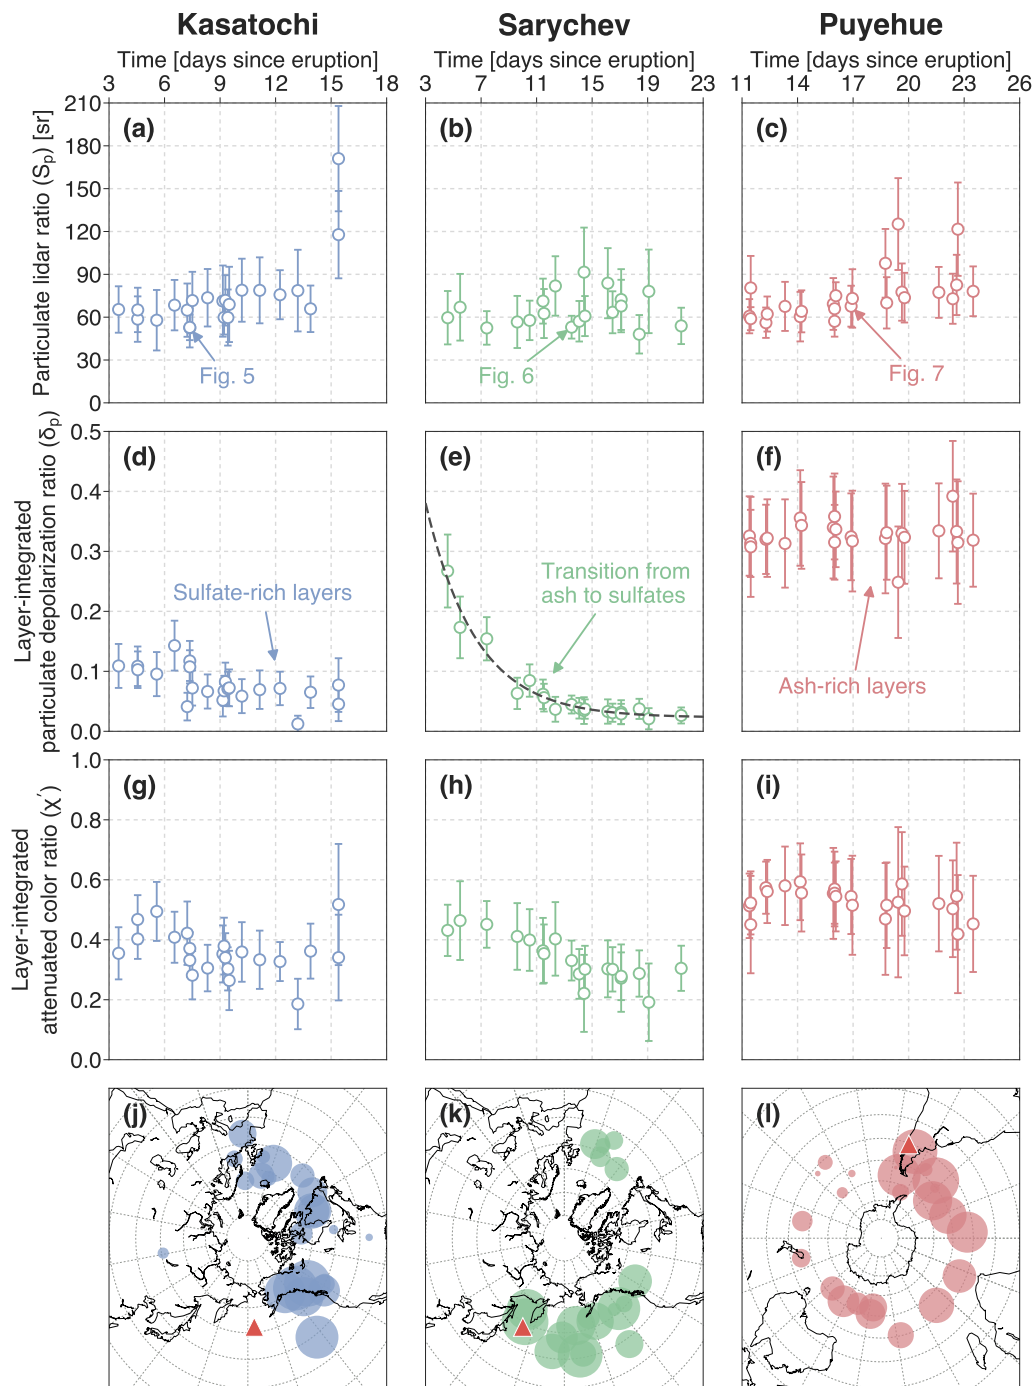 Kasatochi
Sarychev
Puyehue
Time [days since eruption]
Time [days since eruption]
Time [days since eruption]
3 6 9 12 15 18
3 7 11 15 19 23
11 14 17 20 23 26
Particulate lidar ratio (Sp) [sr]
210
180
150
120
90
60
30
0
(a)
Fig. 5
(b)
Fig. 6
(c)
Fig. 7
Layer-integrated
particulate depolarization ratio (δp)
0.5
0.4
0.3
0.2
0.1
0.0
(d)
Sulfate-rich layers
(e)
Transition from
ash to sulfates
(f)
Ash-rich layers
Layer-integrated
attenuated color ratio (χ′)
1.0
0.8
0.6
0.4
0.2
0.0
(g)
(h)
(i)
(j)
(k)
(l)